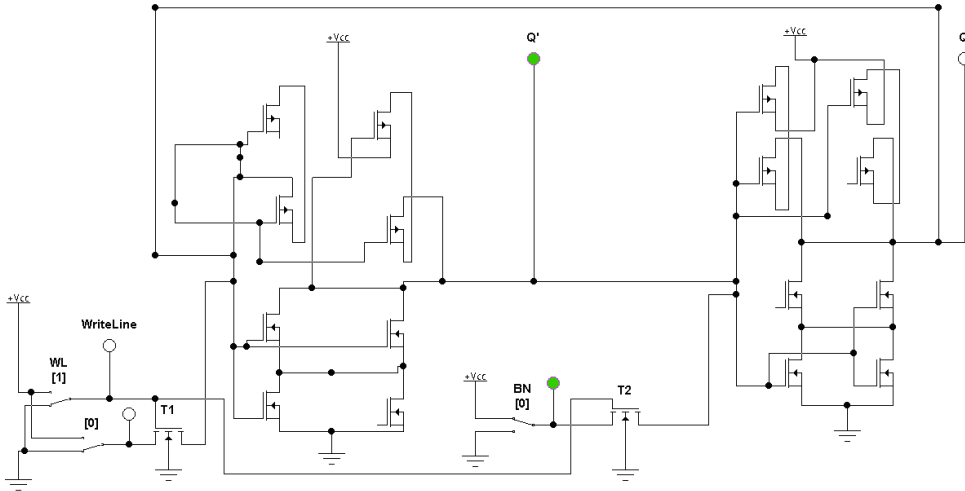 +Vcc
Q'
+Vcc
Q
+Vcc
WriteLine
WL
[1]
[0]
T1
+Vcc
BN
[0]
T2